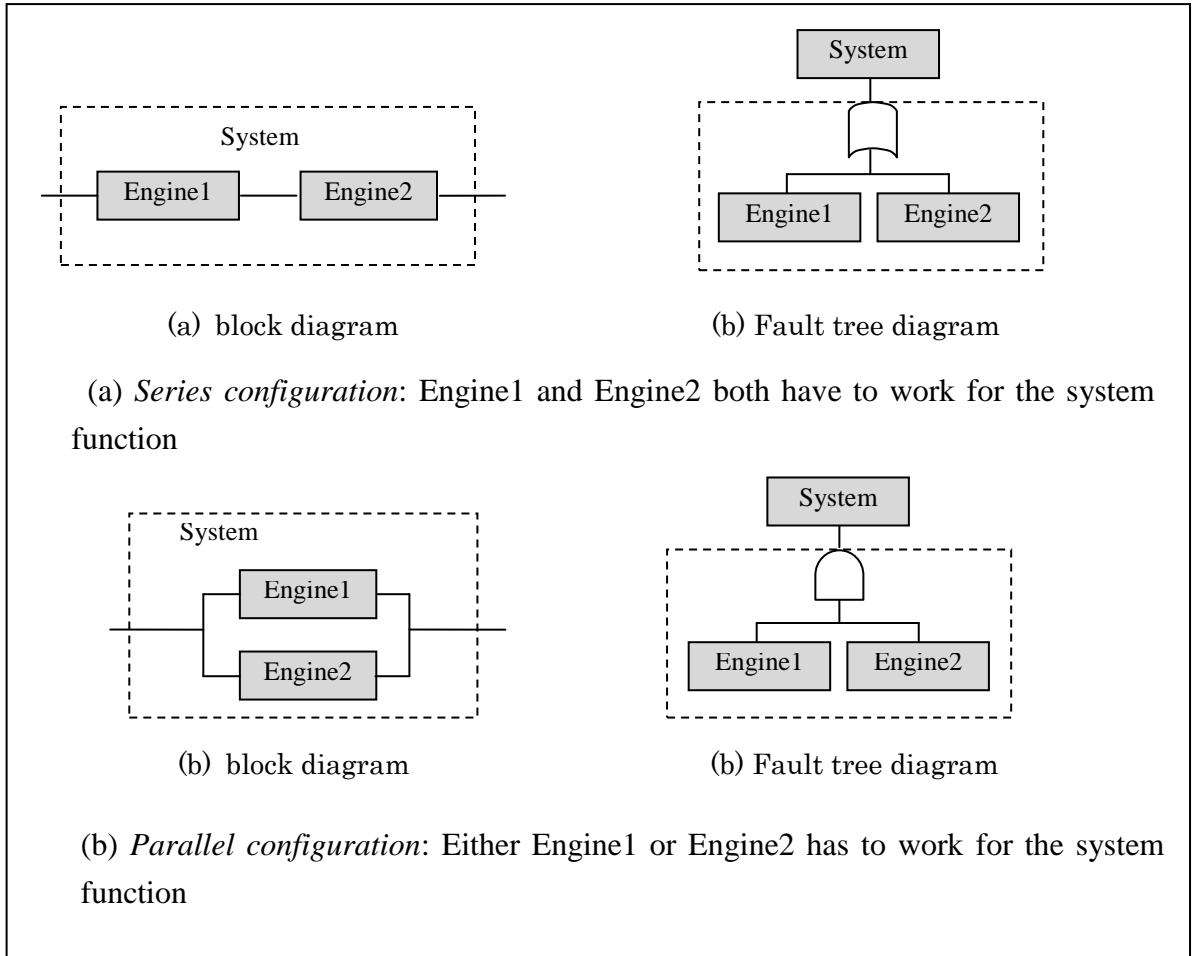 System
System
Engine1 Engine2
Engine1 Engine2
(a) block diagram
(b) Fault tree diagram
(a) Series configuration: Engine1 and Engine2 both have to work for the system
function
System
System
Engine1
Engine2
Engine1 Engine2
(b) block diagram
(b) Fault tree diagram
(b) Parallel configuration: Either Engine1 or Engine2 has to work for the system
function